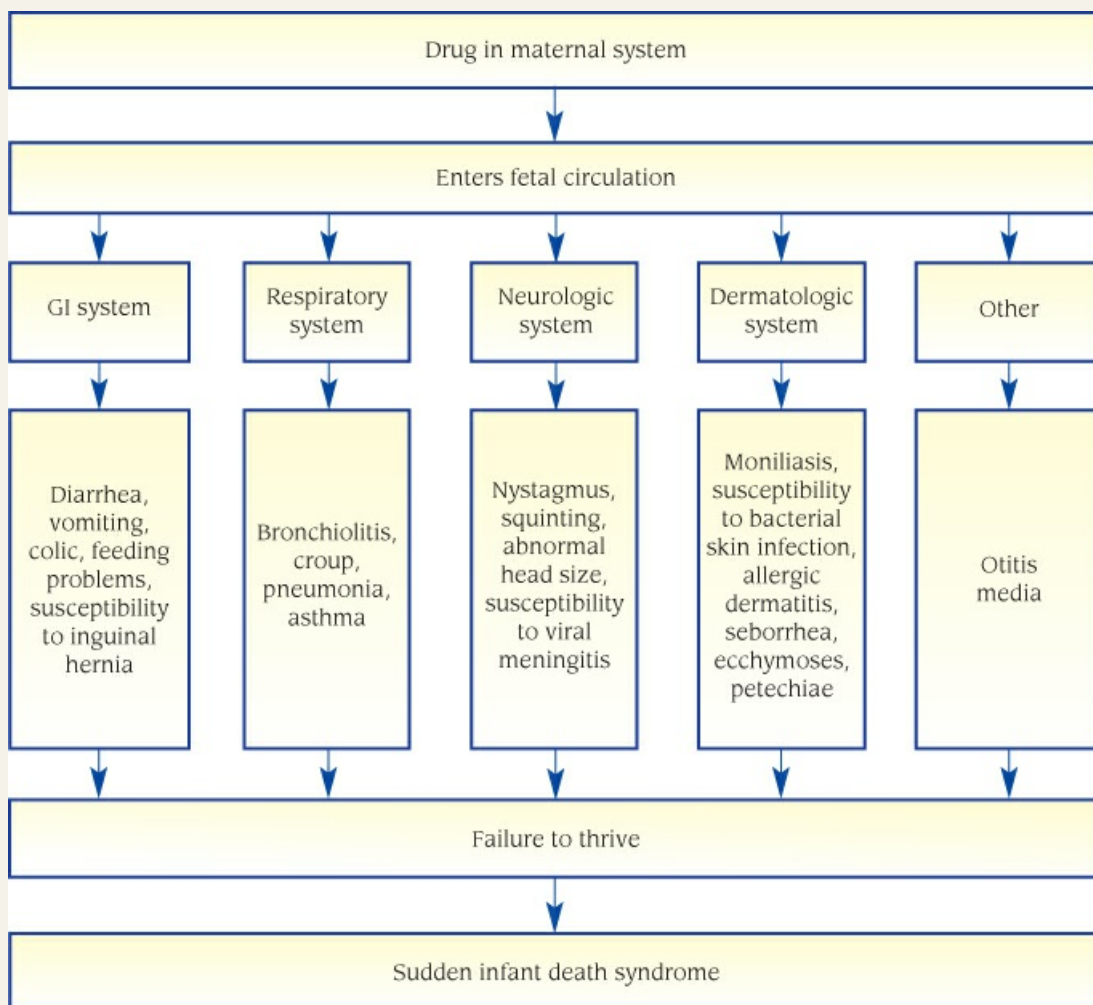 Drug in maternal system
Enters fetal circulation
GI system
Respiratory
system
Neurologic
system
Dermatologic
system
Other
Diarrhea,
vomiting,
colic, feeding
problems,
susceptibility
to inguinal
hernia
Bronchiolitis,
croup,
pneumonia,
asthma
Nystagmus,
squinting,
abnormal
head size,
susceptibility
to viral
meningitis
Moniliasis,
susceptibility
to bacterial
skin infection,
allergic
dermatitis,
seborrhea,
ecchymoses,
petechiae
Otitis
media
Failure to thrive
Sudden infant death syndrome